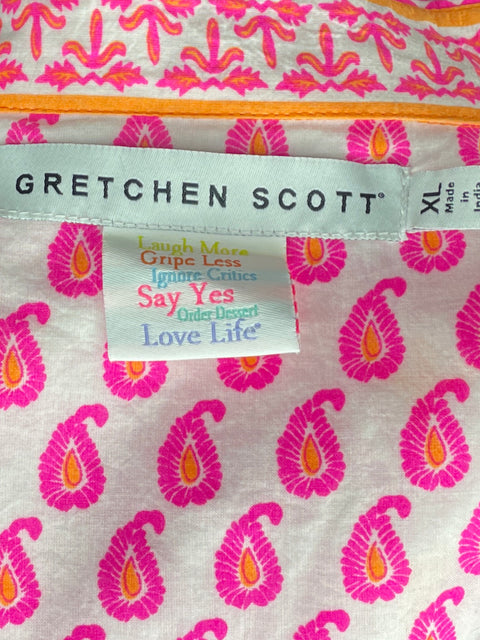 GRETCHEN SCOTT®
XL
Made
in
India
Laugh More
Gripe Less
Ignore Critics
Say Yes
Order Dessert
Love Life®